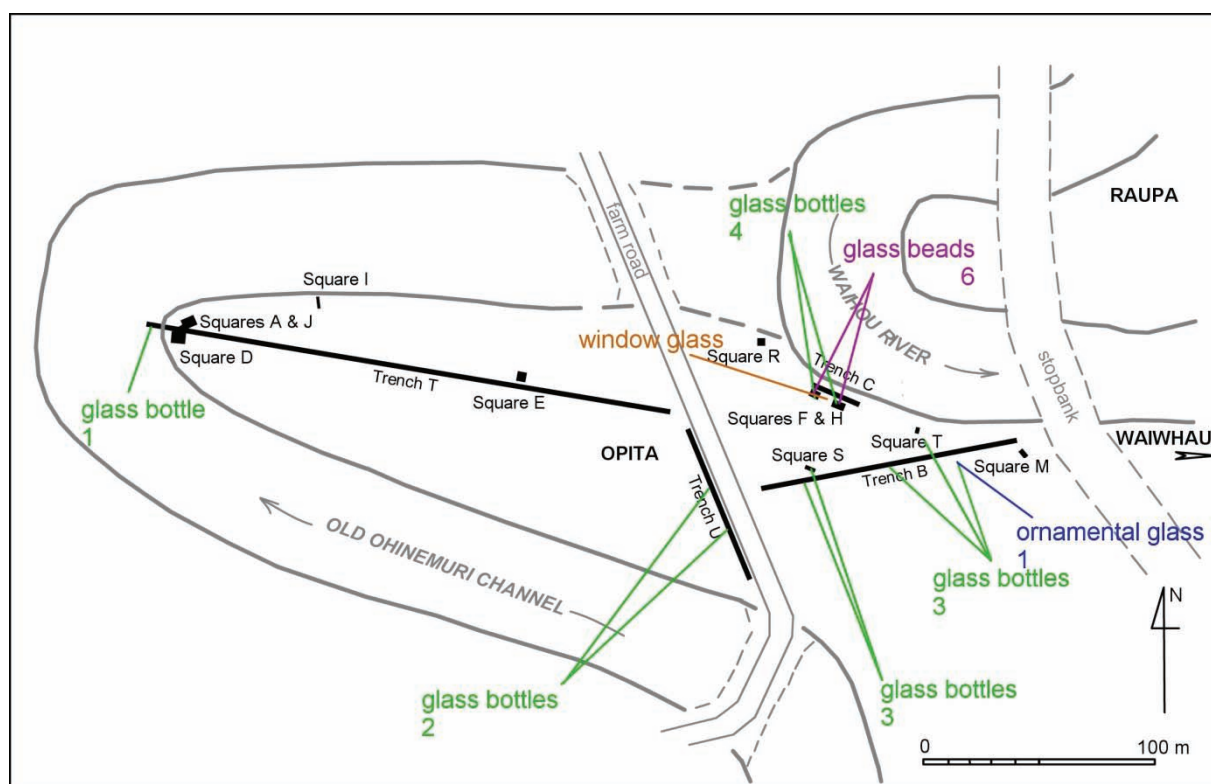 RAUPA
glass bottles
4
farm road
glass beads
6
WAIHOU RIVER
Square I
Squares A & J
window glass
Square R
Trench C
stopbank
Square D
Trench T
Square E
glass bottle
1
Squares F & H
OPITA
Square S
Square T
WAIWHAU
Trench B
Square M
Trench U
OLD OHINEMURI CHANNEL
ornamental glass
1
glass bottles
3
N
glass bottles
2
glass bottles
3
0
100 m